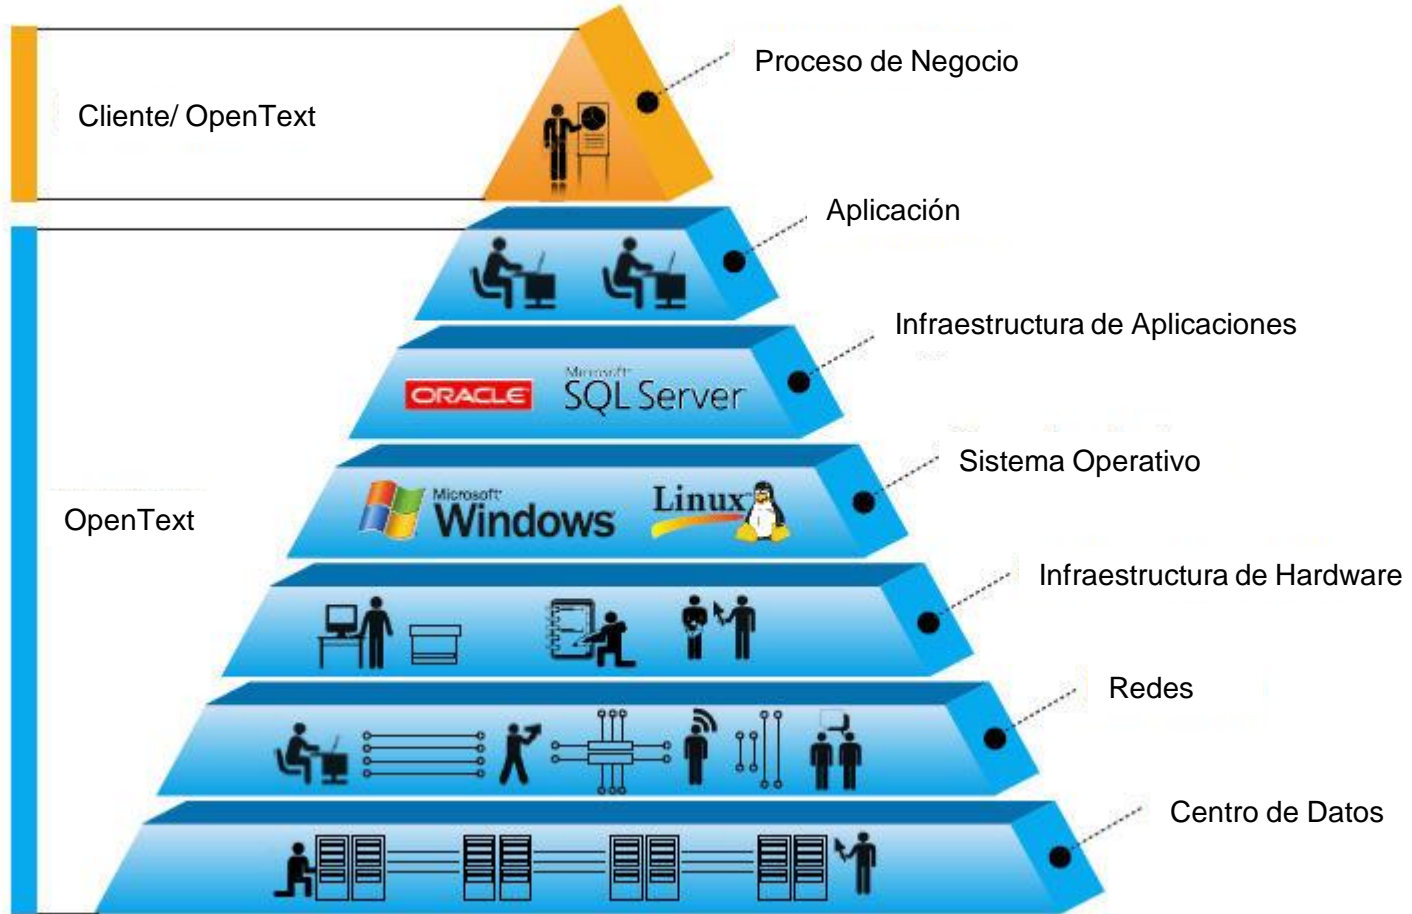 Proceso de Negocio
Cliente/ OpenText
Aplicación
Infraestructura de Aplicaciones
ORACLE
Microsoft
SQL Server
Sistema Operativo
Microsoft
Windows
Linux
OpenText
Infraestructura de Hardware
Redes
Centro de Datos